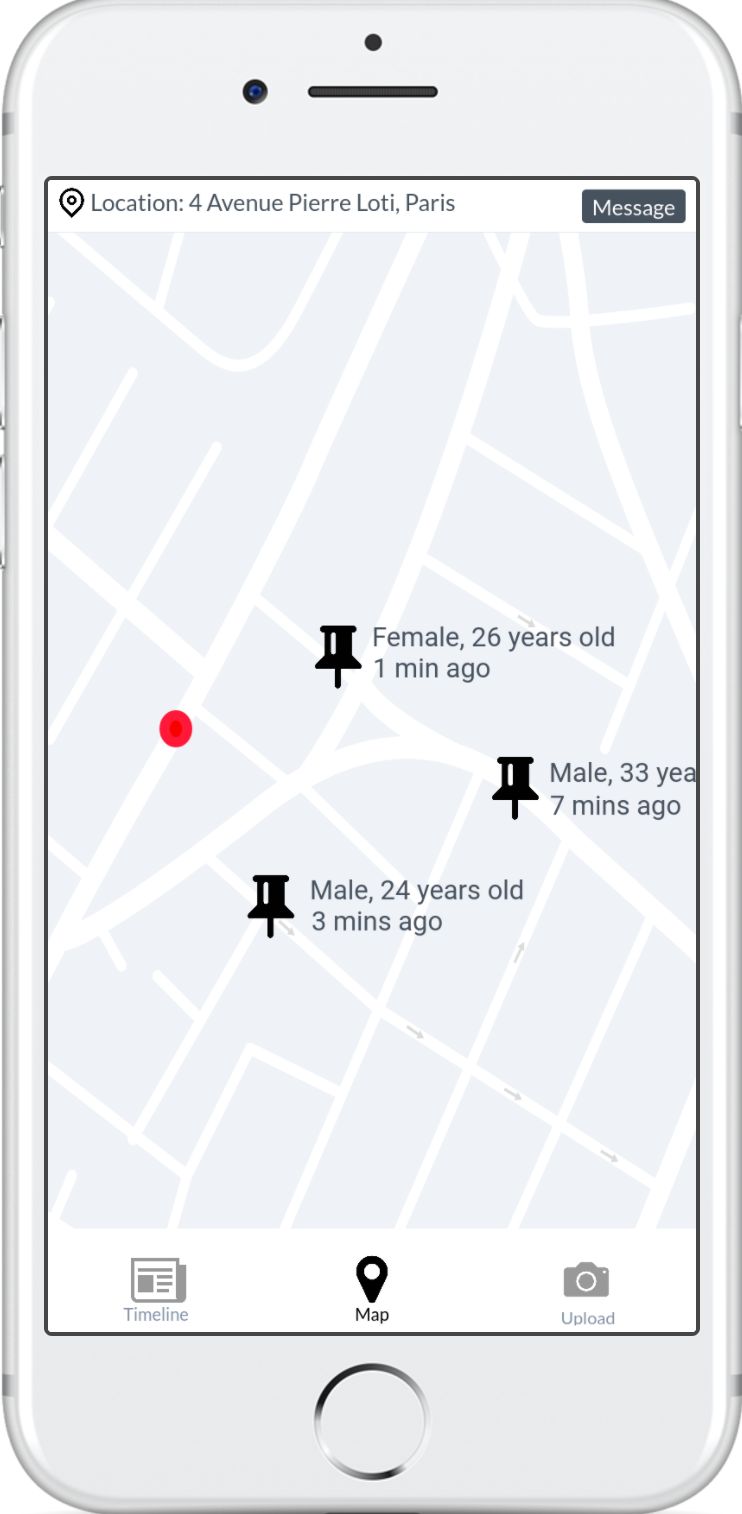 Location: 4 Avenue Pierre Loti, Paris
Message
Female, 26 years old
1 min ago
Male, 33 yea
7 mins ago
Male, 24 years old
3 mins ago
Timeline
Map
Upload